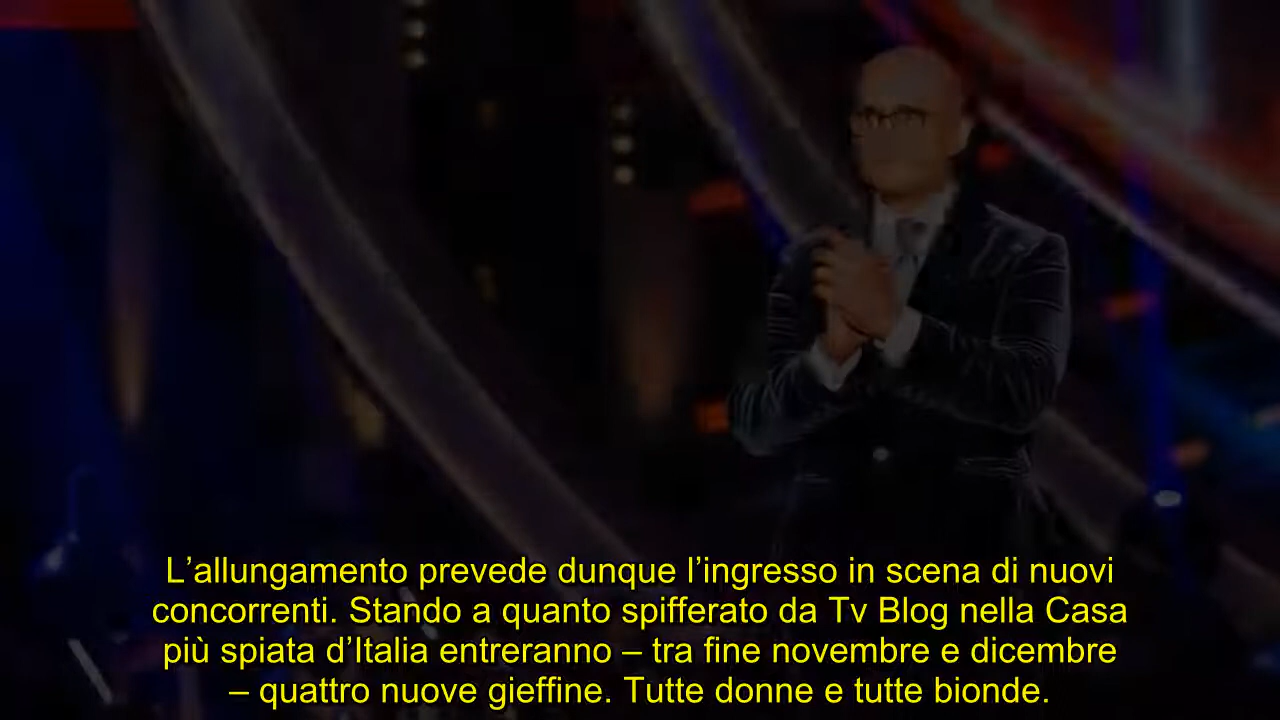 L’allungamento prevede dunque l’ingresso in scena di nuovi
concorrenti. Stando a quanto spifferato da Tv Blog nella Casa
più spiata d’Italia entreranno – tra fine novembre e dicembre
– quattro nuove gieffine. Tutte donne e tutte bionde.